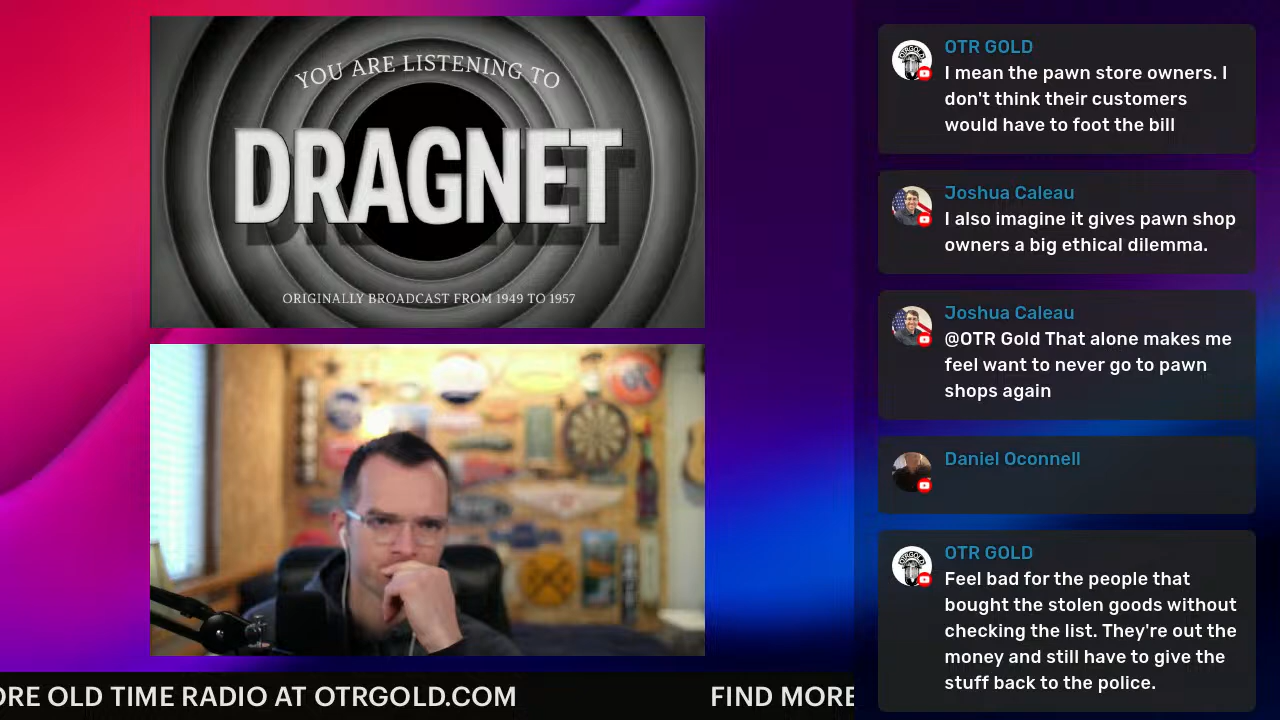 YOU ARE LISTENING TO
DRAGNET
ORIGINALLY BROADCAST FROM 1949 TO 1957
ORE OLD TIME RADIO AT OTRGOLD.COM
FIND MORE
OTR GOLD
I mean the pawn store owners. I
don't think their customers
would have to foot the bill
Joshua Caleau
I also imagine it gives pawn shop
owners a big ethical dilemma.
Joshua Caleau
@OTR Gold That alone makes me
feel want to never go to pawn
shops again
Daniel Oconnell
OTR GOLD
Feel bad for the people that
bought the stolen goods without
checking the list. They're out the
money and still have to give the
stuff back to the police.